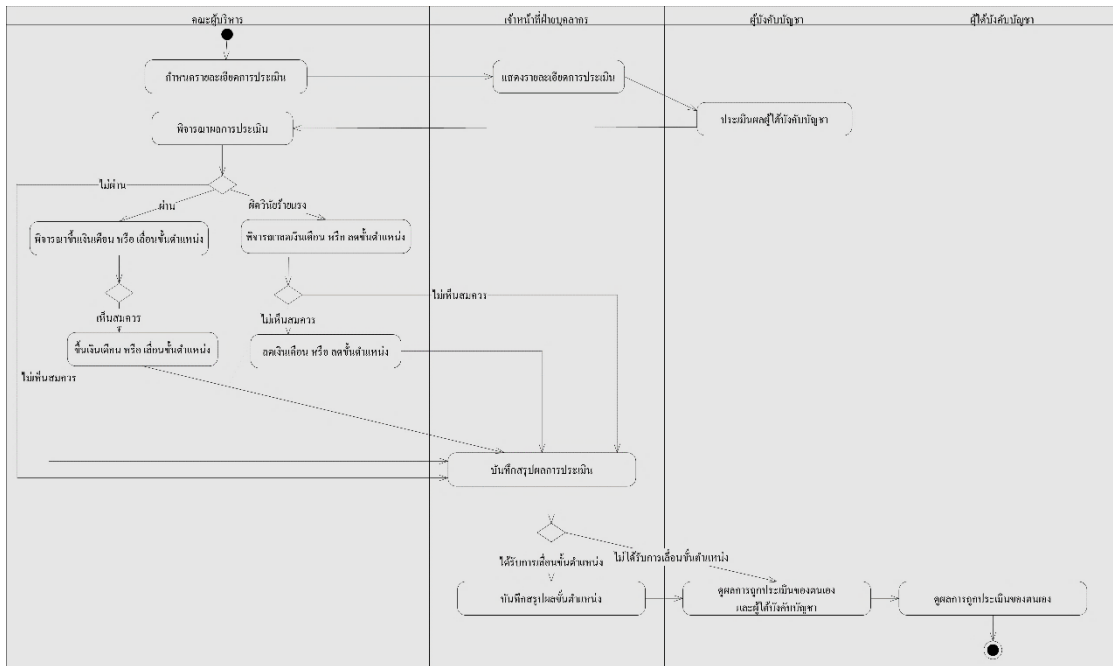 คณะผู้บริหาร
เจ้าหน้าที่ฝ่ายบุคลากร
ผู้บังคับบัญชา
ผู้ใต้บังคับบัญชา
กำหนดรายละเอียดการประเมิน
แสดงรายละเอียดการประเมิน
ประเมินผลผู้ใต้บังคับบัญชา
พิจารณาผลการประเมิน
ไม่ผ่าน
ผ่าน
ผิดวินัยร้ายแรง
พิจารณาขึ้นเงินเดือน หรือ เลื่อนขั้นตำแหน่ง
พิจารณาลดเงินเดือน หรือ ลดขั้นตำแหน่ง
ไม่เห็นสมควร
เห็นสมควร
ไม่เห็นสมควร
ขึ้นเงินเดือน หรือ เลื่อนขั้นตำแหน่ง
ลดเงินเดือน หรือ ลดขั้นตำแหน่ง
ไม่เห็นสมควร
บันทึกสรุปผลการประเมิน
ได้รับการเลื่อนขั้นตำแหน่ง
ไม่ได้รับการเลื่อนขั้นตำแหน่ง
บันทึกสรุปผลขั้นตำแหน่ง
ดูผลการถูกประเมินของตนเอง
และผู้ใต้บังคับบัญชา
ดูผลการถูกประเมินของตนเอง